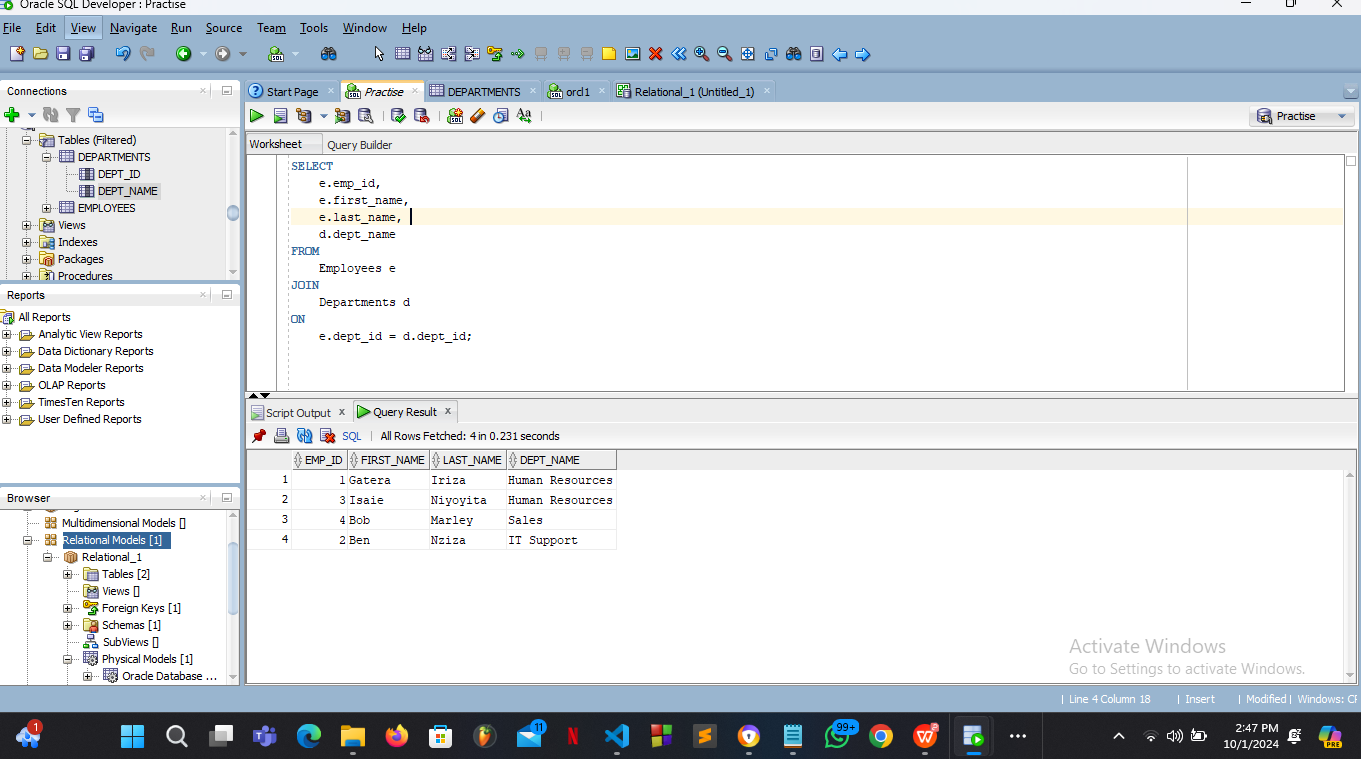 Oracle SQL Developer : Practise
File Edit View Navigate Run Source Team Tools Window Help
Connections
Tables (Filtered)
DEPARTMENTS
DEPT_ID
DEPT_NAME
EMPLOYEES
Views
Indexes
Packages
Procedures
Reports
All Reports
Analytic View Reports
Data Dictionary Reports
Data Modeler Reports
OLAP Reports
TimesTen Reports
User Defined Reports
Browser
Multidimensional Models []
Relational Models [1]
Relational_1
Tables [2]
Views []
Foreign Keys [1]
Schemas [1]
SubViews []
Physical Models [1]
Oracle Database ...
Start Page Practise DEPARTMENTS ord1 Relational_1 (Untitled_1)
Practise
Worksheet Query Builder
SELECT
e.emp_id,
e.first_name,
e.last_name,
d.dept_name
FROM
Employees e
JOIN
Departments d
ON
e.dept_id = d.dept_id;
Script Output x Query Result x
SQL | All Rows Fetched: 4 in 0.231 seconds
EMP_ID FIRST_NAME LAST_NAME DEPT_NAME
1 1 Gatera Iriza Human Resources
2 3 Isaie Niyoyita Human Resources
3 4 Bob Marley Sales
4 2 Ben Nziza IT Support
Activate Windows
Go to Settings to activate Windows.
| Line 4 Column 18 | Insert | Modified | Windows: CF
1
11
99+
2:47 PM
10/1/2024
PRE